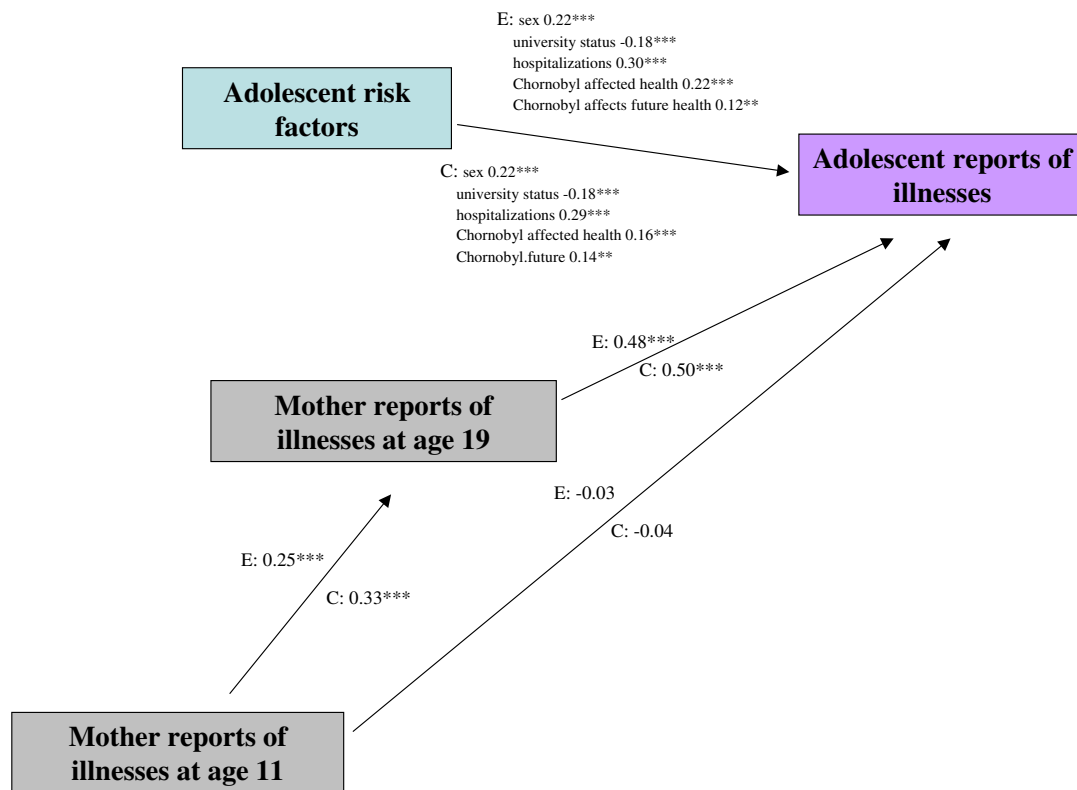 E: sex 0.22***
university status -0.18***
hospitalizations 0.30***
Chornobyl affected health 0.22***
Chornobyl affects future health 0.12**
Adolescent risk
factors
Adolescent reports of
illnesses
C: sex 0.22***
university status -0.18***
hospitalizations 0.29***
Chornobyl affected health 0.16***
Chornobyl.future 0.14**
E: 0.48***
C: 0.50***
Mother reports of
illnesses at age 19
E: -0.03
C: -0.04
E: 0.25***
C: 0.33***
Mother reports of
illnesses at age 11